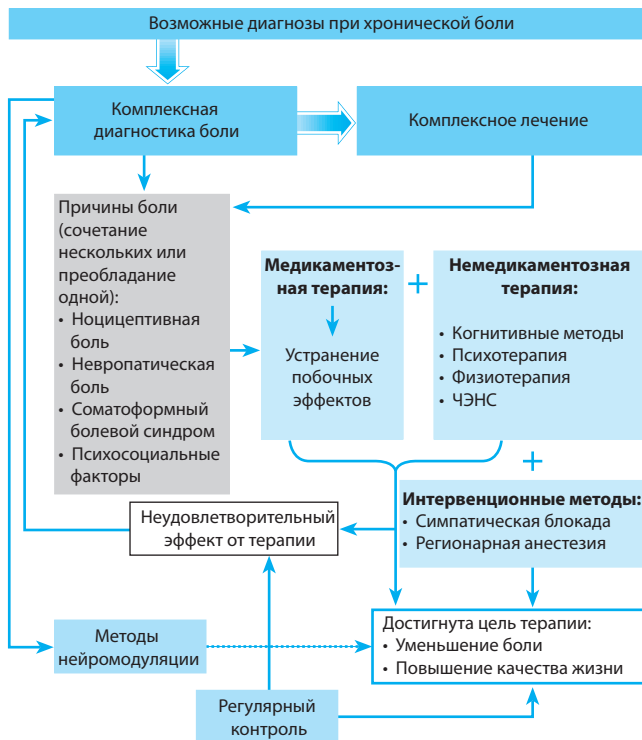 Возможные диагнозы при хронической боли
Комплексная
диагностика боли
Комплексное лечение
Причины боли
(сочетание
нескольких или
преобладание
одной):
• Ноцицептивная
боль
• Невропатическая
боль
• Соматоформный
болевой синдром
• Психосоциальные
факторы
Медикаментоз-
ная терапия:
Устранение
побочных
эффектов
+
Немедикаментозная
терапия:
• Когнитивные методы
• Психотерапия
• Физиотерапия
• ЧЭНС
+
Интервенционные методы:
• Симпатическая блокада
• Регионарная анестезия
Неудовлетворительный
эффект от терапии
Достигнута цель терапии:
• Уменьшение боли
• Повышение качества жизни
Методы
нейромодуляции
Регулярный
контроль